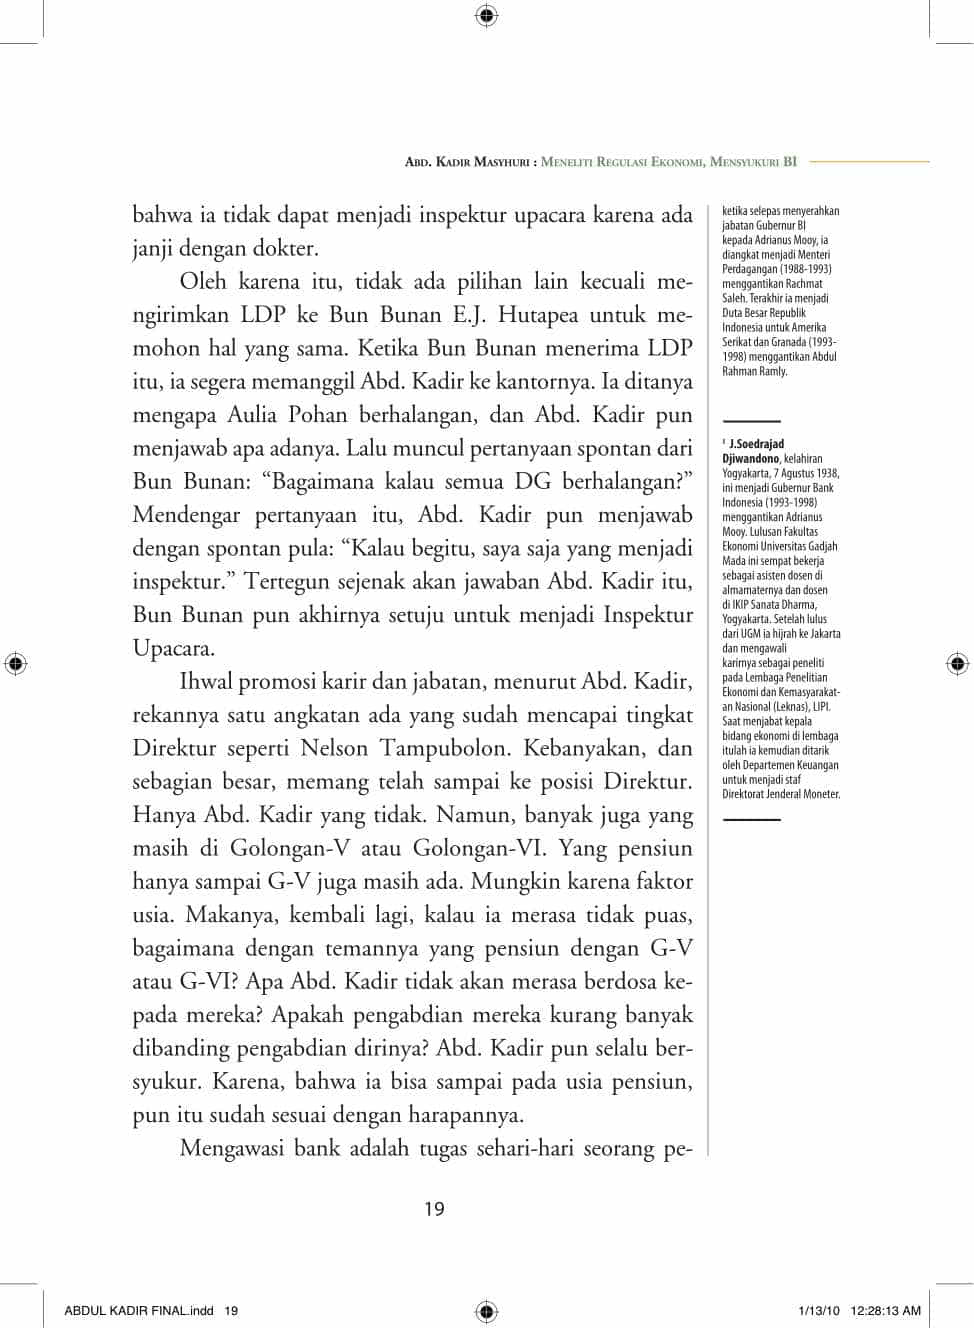 ABD. KADIR MASYHURI : MENELITI REGULASI EKONOMI, MENSYUKURI BI
bahwa ia tidak dapat menjadi inspektur upacara karena ada
janji dengan dokter.
Oleh karena itu, tidak ada pilihan lain kecuali me-
ngirimkan LDP ke Bun Bunan E.J. Hutapea untuk me-
mohon hal yang sama. Ketika Bun Bunan menerima LDP
itu, ia segera memanggil Abd. Kadir ke kantornya. Ia ditanya
mengapa Aulia Pohan berhalangan, dan Abd. Kadir pun
menjawab apa adanya. Lalu muncul pertanyaan spontan dari
Bun Bunan: “Bagaimana kalau semua DG berhalangan?”
Mendengar pertanyaan itu, Abd. Kadir pun menjawab
dengan spontan pula: “Kalau begitu, saya saja yang menjadi
inspektur.” Tertegun sejenak akan jawaban Abd. Kadir itu,
Bun Bunan pun akhirnya setuju untuk menjadi Inspektur
Upacara.
Ihwal promosi karir dan jabatan, menurut Abd. Kadir,
rekannya satu angkatan ada yang sudah mencapai tingkat
Direktur seperti Nelson Tampubolon. Kebanyakan, dan
sebagian besar, memang telah sampai ke posisi Direktur.
Hanya Abd. Kadir yang tidak. Namun, banyak juga yang
masih di Golongan-V atau Golongan-VI. Yang pensiun
hanya sampai G-V juga masih ada. Mungkin karena faktor
usia. Makanya, kembali lagi, kalau ia merasa tidak puas,
bagaimana dengan temannya yang pensiun dengan G-V
atau G-VI? Apa Abd. Kadir tidak akan merasa berdosa ke-
pada mereka? Apakah pengabdian mereka kurang banyak
dibanding pengabdian dirinya? Abd. Kadir pun selalu ber-
syukur. Karena, bahwa ia bisa sampai pada usia pensiun,
pun itu sudah sesuai dengan harapannya.
Mengawasi bank adalah tugas sehari-hari seorang pe-
ketika selepas menyerahkan
jabatan Gubernur BI
kepada Adrianus Mooy, ia
diangkat menjadi Menteri
Perdagangan (1988-1993)
menggantikan Rachmat
Saleh. Terakhir ia menjadi
Duta Besar Republik
Indonesia untuk Amerika
Serikat dan Granada (1993-
1998) menggantikan Abdul
Rahman Ramly.
J.Soedrajad
Djiwandono, kelahiran
Yogyakarta, 7 Agustus 1938,
ini menjadi Gubernur Bank
Indonesia (1993-1998)
menggantikan Adrianus
Mooy. Lulusan Fakultas
Ekonomi Universitas Gadjah
Mada ini sempat bekerja
sebagai asisten dosen di
almamaternya dan dosen
di IKIP Sanata Dharma,
Yogyakarta. Setelah lulus
dari UGM ia hijrah ke Jakarta
dan mengawali
karirnya sebagai peneliti
pada Lembaga Penelitian
Ekonomi dan Kemasyarakat-
an Nasional (Leknas), LIPI.
Saat menjabat kepala
bidang ekonomi di lembaga
itulah ia kemudian ditarik
oleh Departemen Keuangan
untuk menjadi staf
Direktorat Jenderal Moneter.
19
ABDUL KADIR FINAL.indd 19
1/13/10 12:28:13 AM